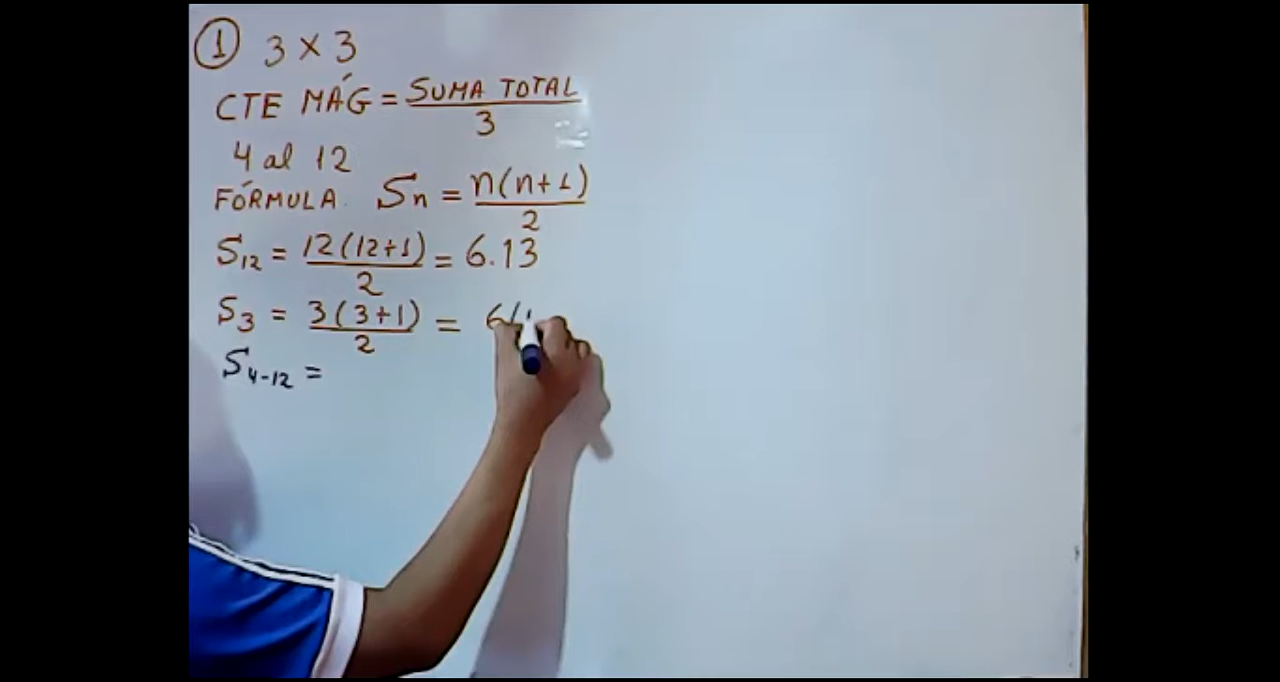 ① 3 × 3
CTE MÁG = SUMA TOTAL / 3
4 al 12
FÓRMULA. Sn = n(n+1) / 2
S12 = 12(12+1) / 2 = 6.13
S3 = 3(3+1) / 2 = 6
S4-12 =